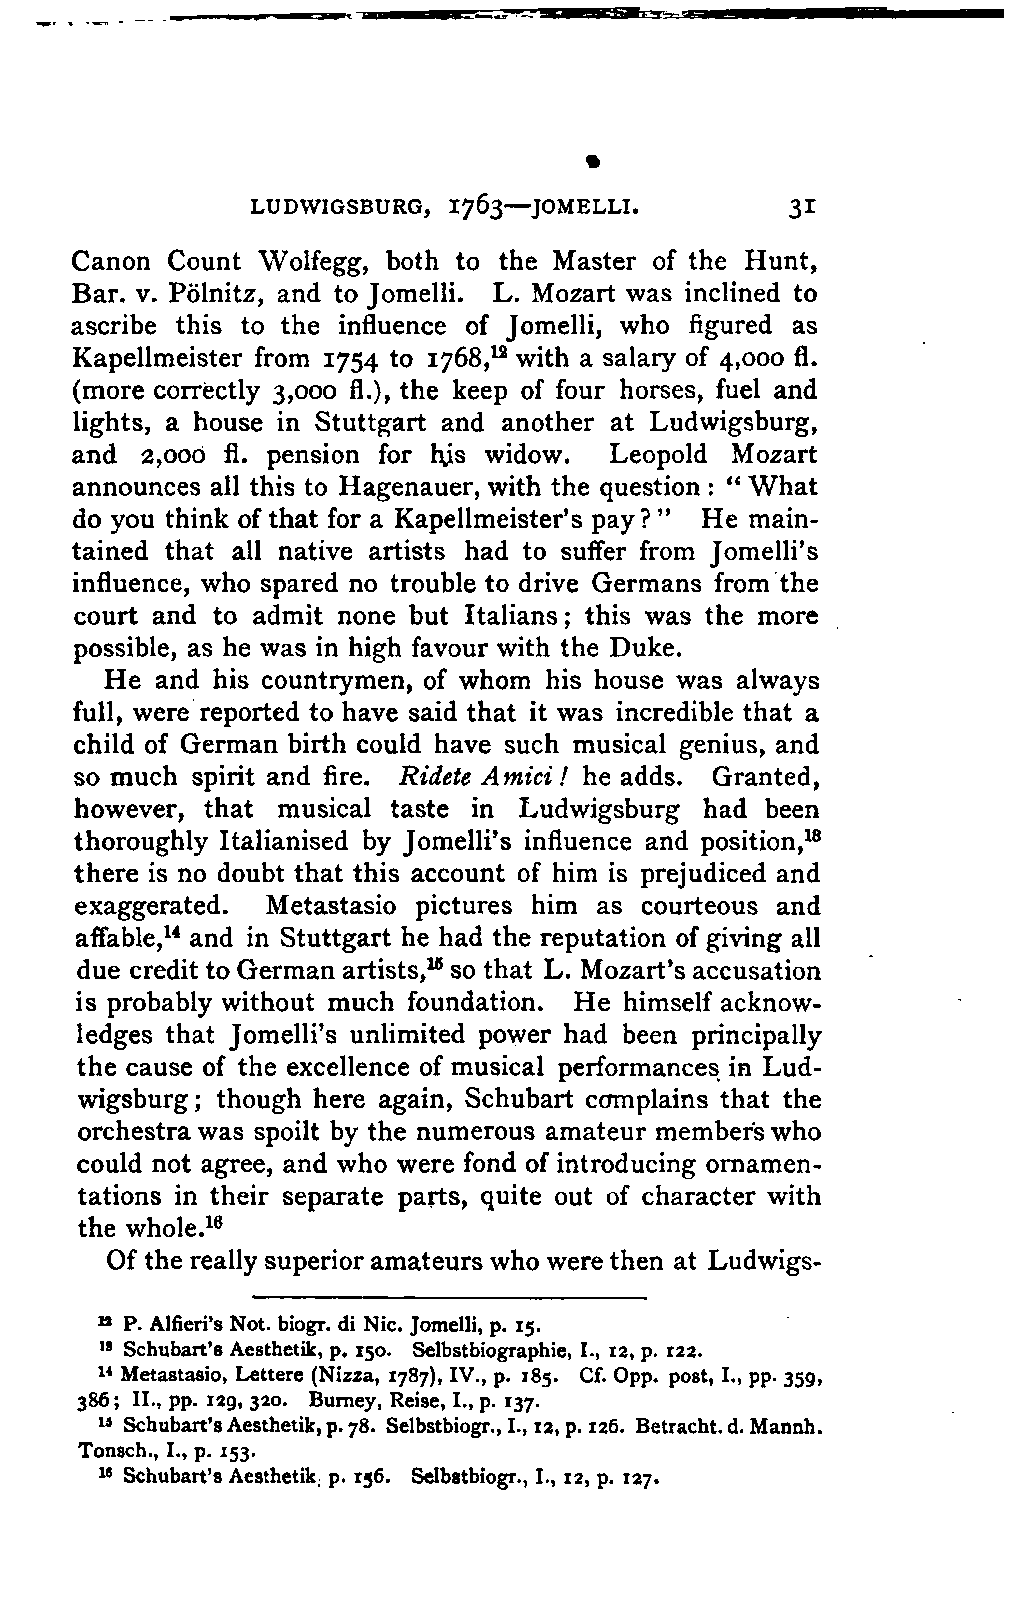 LUDWIGSBURG, 1763—JOMELLI. 31
Canon Count Wolfegg, both to the Master of the Hunt,
Bar. v. Pölnitz, and to Jomelli. L. Mozart was inclined to
ascribe this to the influence of Jomelli, who figured as
Kapellmeister from 1754 to 1768,¹² with a salary of 4,000 fl.
(more correctly 3,000 fl.), the keep of four horses, fuel and
lights, a house in Stuttgart and another at Ludwigsburg,
and 2,000 fl. pension for his widow. Leopold Mozart
announces all this to Hagenauer, with the question : " What
do you think of that for a Kapellmeister's pay ? " He main-
tained that all native artists had to suffer from Jomelli's
influence, who spared no trouble to drive Germans from the
court and to admit none but Italians ; this was the more
possible, as he was in high favour with the Duke.
He and his countrymen, of whom his house was always
full, were reported to have said that it was incredible that a
child of German birth could have such musical genius, and
so much spirit and fire. Ridete Amici ! he adds. Granted,
however, that musical taste in Ludwigsburg had been
thoroughly Italianised by Jomelli's influence and position,¹³
there is no doubt that this account of him is prejudiced and
exaggerated. Metastasio pictures him as courteous and
affable,¹⁴ and in Stuttgart he had the reputation of giving all
due credit to German artists,¹⁵ so that L. Mozart's accusation
is probably without much foundation. He himself acknow-
ledges that Jomelli's unlimited power had been principally
the cause of the excellence of musical performances in Lud-
wigsburg ; though here again, Schubart complains that the
orchestra was spoilt by the numerous amateur members who
could not agree, and who were fond of introducing ornamen-
tations in their separate parts, quite out of character with
the whole.¹⁶
Of the really superior amateurs who were then at Ludwigs-
¹² P. Alfieri's Not. biogr. di Nic. Jomelli, p. 15.
¹³ Schubart's Aesthetik, p. 150. Selbstbiographie, I., 12, p. 122.
¹⁴ Metastasio, Lettere (Nizza, 1787), IV., p. 185. Cf. Opp. post, I., pp. 359,
386 ; II., pp. 129, 320. Burney, Reise, I., p. 137.
¹⁵ Schubart's Aesthetik, p. 78. Selbstbiogr., I., 12, p. 126. Betracht. d. Mannh.
Tonsch., I., p. 153.
¹⁶ Schubart's Aesthetik, p. 156. Selbstbiogr., I., 12, p. 127.